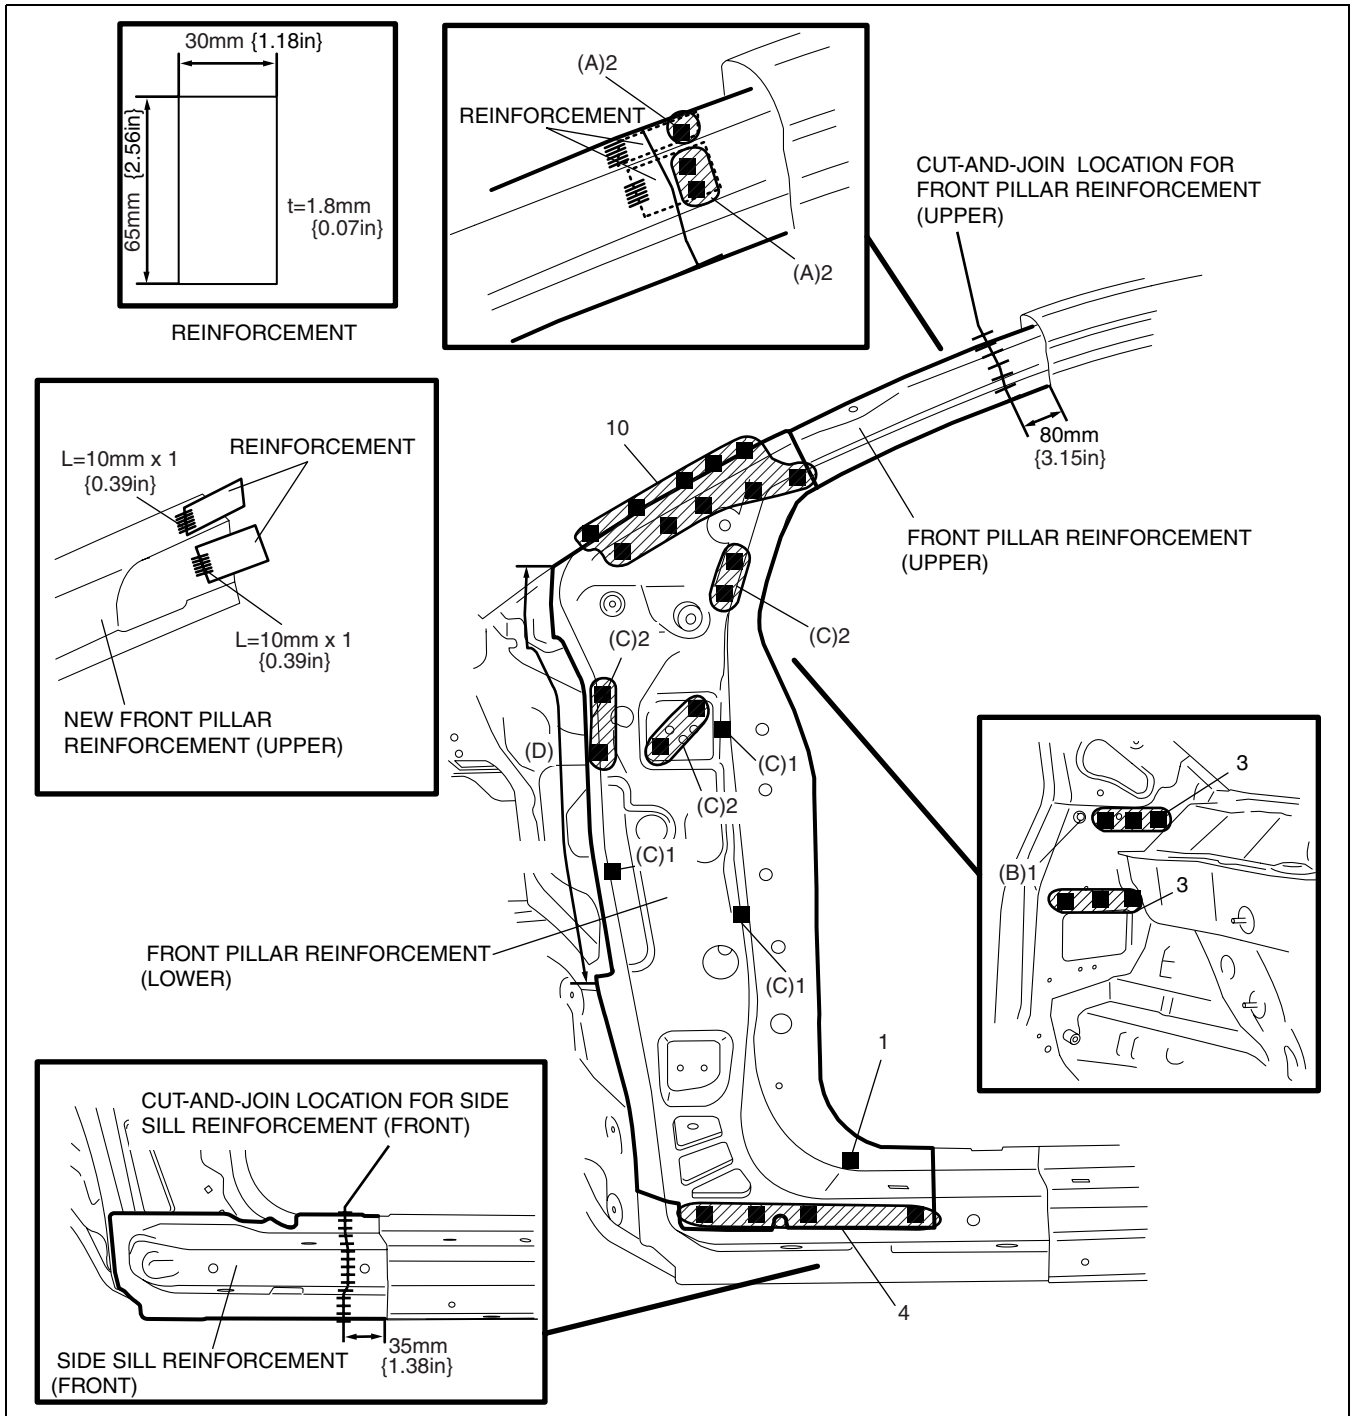 30mm {1.18in}
65mm {2.56in}
t=1.8mm
{0.07in}
REINFORCEMENT
(A)2
REINFORCEMENT
(A)2
CUT-AND-JOIN LOCATION FOR
FRONT PILLAR REINFORCEMENT
(UPPER)
80mm
{3.15in}
FRONT PILLAR REINFORCEMENT
(UPPER)
L=10mm x 1
{0.39in}
REINFORCEMENT
L=10mm x 1
{0.39in}
NEW FRONT PILLAR
REINFORCEMENT (UPPER)
10
(C)2
(C)2
(D)
(C)1
(C)2
(C)1
(C)1
FRONT PILLAR REINFORCEMENT
(LOWER)
3
(B)1
3
1
4
CUT-AND-JOIN LOCATION FOR SIDE
SILL REINFORCEMENT (FRONT)
35mm
{1.38in}
SIDE SILL REINFORCEMENT
(FRONT)